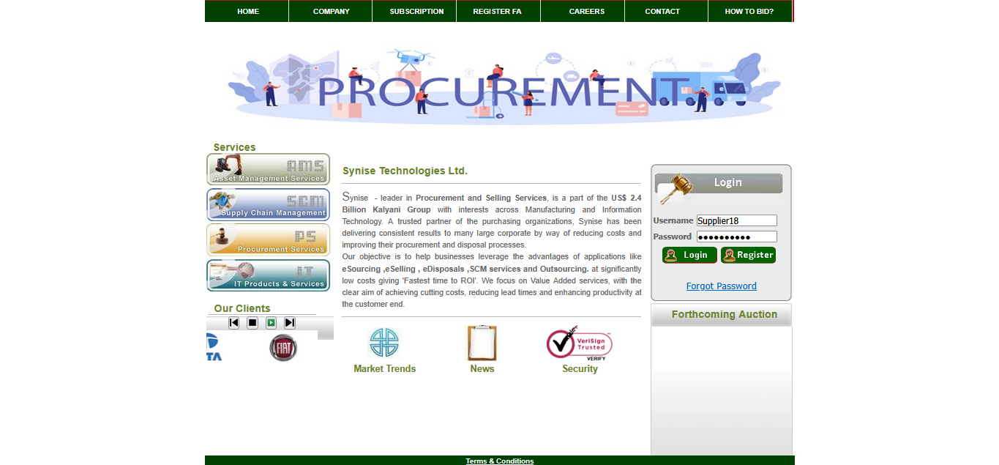 HOME COMPANY SUBSCRIPTION REGISTER FA CAREERS CONTACT HOW TO BID?
PROCUREMENT
Services
AMS
Asset Management Services
SCM
Supply Chain Management
PS
Procurement Services
IT
IT Products & Services
Our Clients
TA
FIAT
Synise Technologies Ltd.
Synise - leader in Procurement and Selling Services, is a part of the US$ 2.4
Billion Kalyani Group with interests across Manufacturing and Information
Technology. A trusted partner of the purchasing organizations, Synise has been
delivering consistent results to many large corporate by way of reducing costs and
improving their procurement and disposal processes.
Our objective is to help businesses leverage the advantages of applications like
eSourcing ,eSelling , eDisposals ,SCM services and Outsourcing. at significantly
low costs giving 'Fastest time to ROI'. We focus on Value Added services, with the
clear aim of achieving cutting costs, reducing lead times and enhancing productivity at
the customer end.
Market Trends
News
VeriSign
Trusted
VERIFY
Security
Login
Username Supplier18
Password ●●●●●●●●●●
Login Register
Forgot Password
Forthcoming Auction
Terms & Conditions